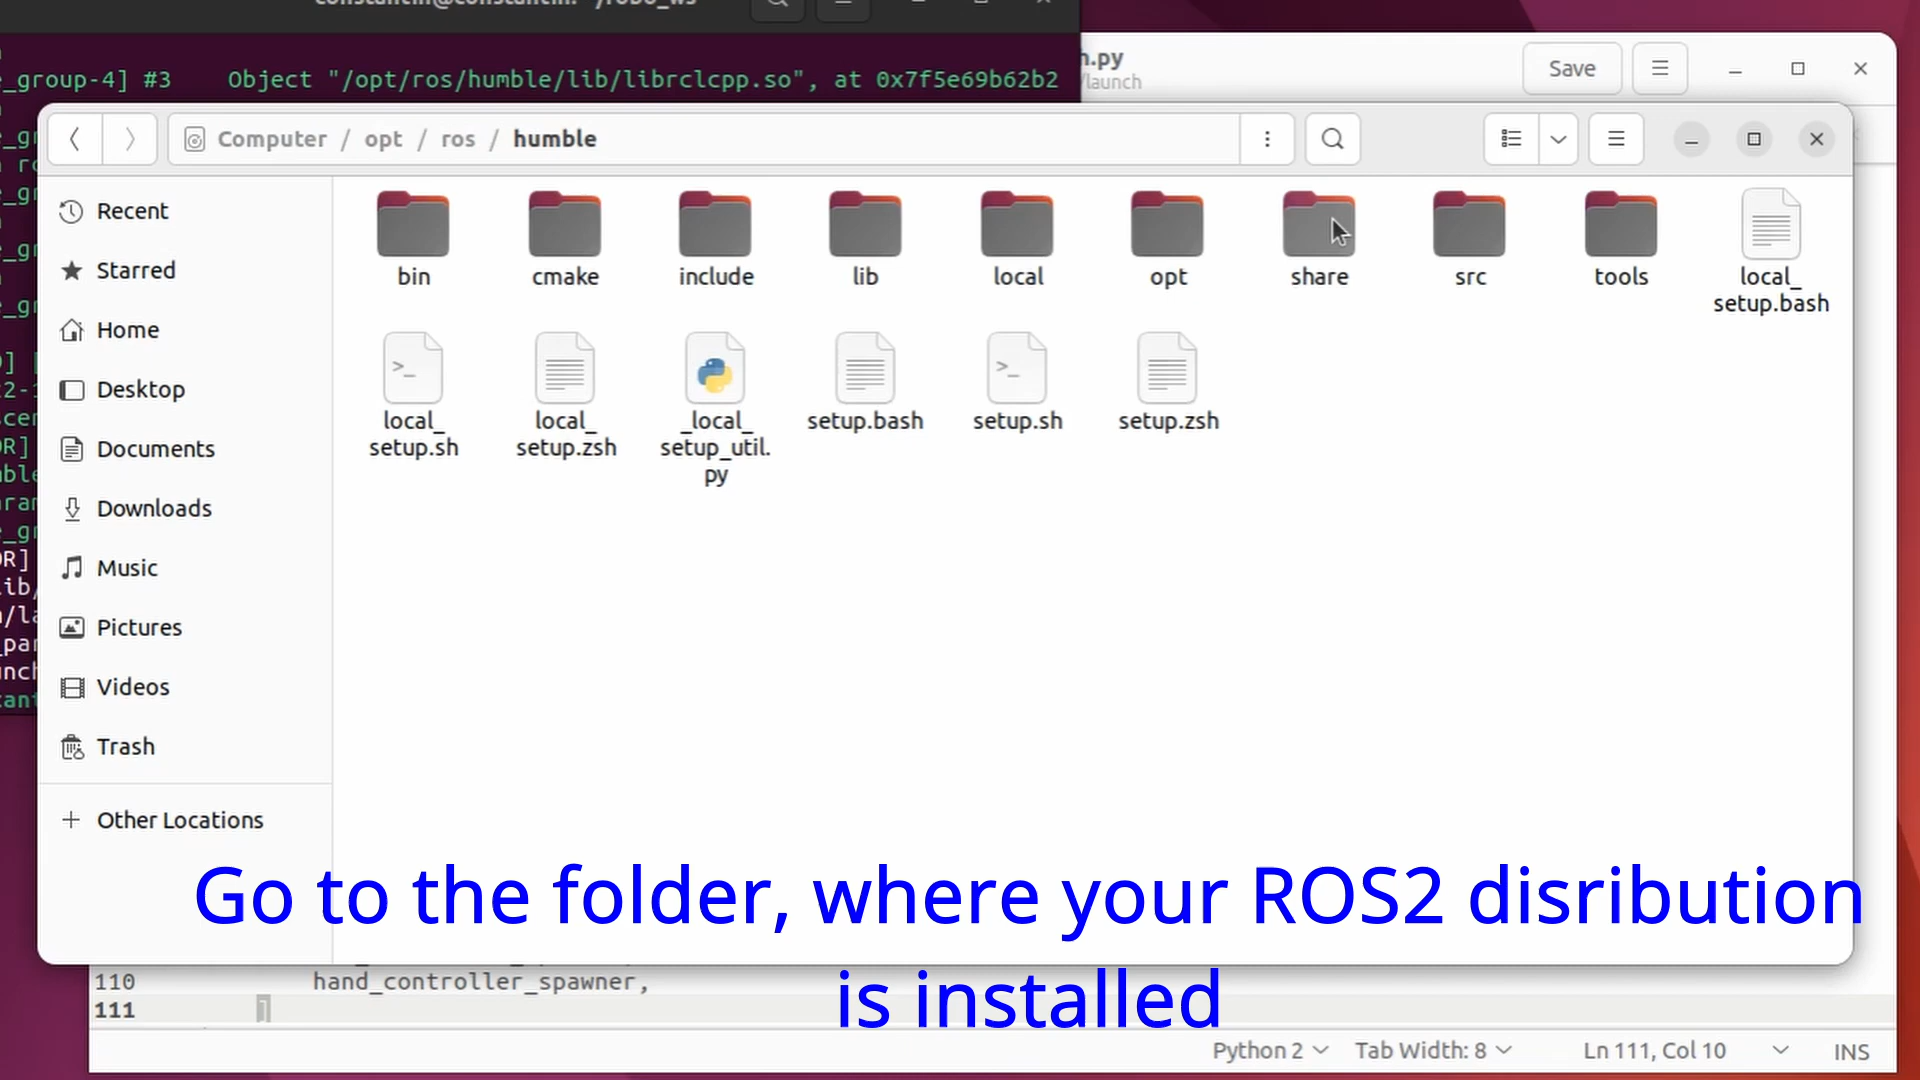 constantin@constantin: ~/robo_ws
e_group-4] #3    Object "/opt/ros/humble/lib/librclcpp.so", at 0x7f5e69b62b2
h.py
/launch
Save
Computer / opt / ros / humble
Recent
Starred
Home
Desktop
Documents
Downloads
Music
Pictures
Videos
Trash
Other Locations
bin
cmake
include
lib
local
opt
share
src
tools
local_
setup.bash
local_
setup.sh
local_
setup.zsh
_local_
setup_util.
py
setup.bash
setup.sh
setup.zsh
Go to the folder, where your ROS2 disribution
is installed
110 hand_controller_spawner,
111 ]
Python 2
Tab Width: 8
Ln 111, Col 10
INS